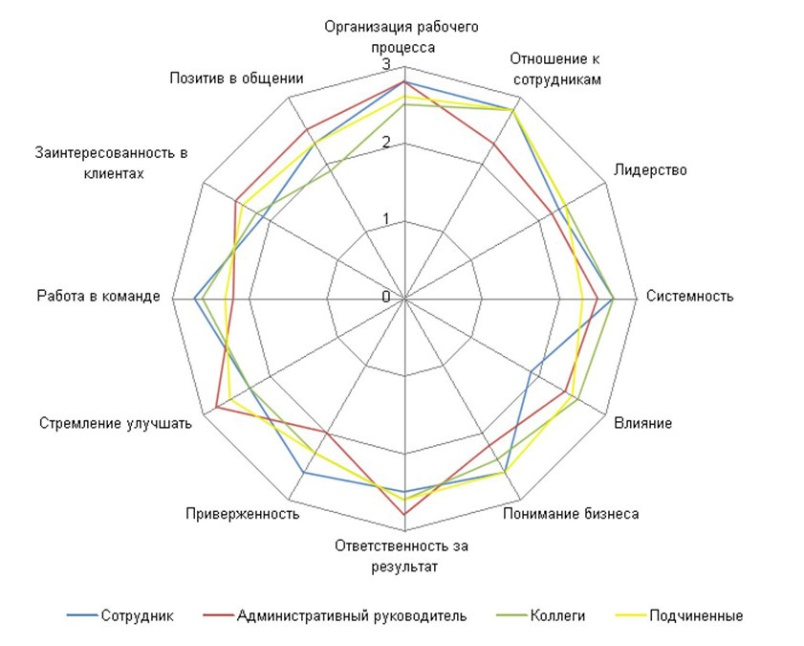 Организация рабочего
процесса
Отношение к
сотрудникам
Лидерство
Системность
Влияние
Понимание бизнеса
Ответственность за
результат
Приверженность
Стремление улучшать
Работа в команде
Заинтересованность в
клиентах
Позитив в общении
3
2
1
0
Сотрудник Административный руководитель Коллеги Подчиненные